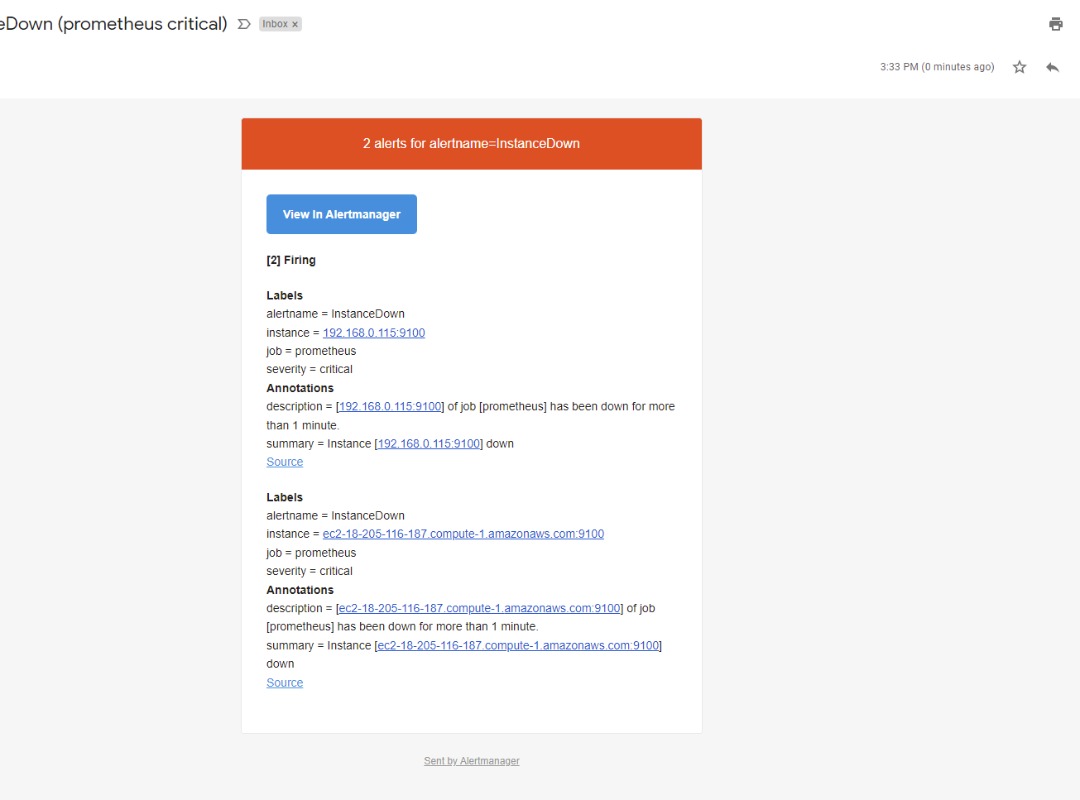 eDown (prometheus critical) Inbox x
3:33 PM (0 minutes ago)
2 alerts for alertname=InstanceDown
View In Alertmanager
[2] Firing
Labels
alertname = InstanceDown
instance = 192.168.0.115:9100
job = prometheus
severity = critical
Annotations
description = [192.168.0.115:9100] of job [prometheus] has been down for more
than 1 minute.
summary = Instance [192.168.0.115:9100] down
Source
Labels
alertname = InstanceDown
instance = ec2-18-205-116-187.compute-1.amazonaws.com:9100
job = prometheus
severity = critical
Annotations
description = [ec2-18-205-116-187.compute-1.amazonaws.com:9100] of job
[prometheus] has been down for more than 1 minute.
summary = Instance [ec2-18-205-116-187.compute-1.amazonaws.com:9100]
down
Source
Sent by Alertmanager